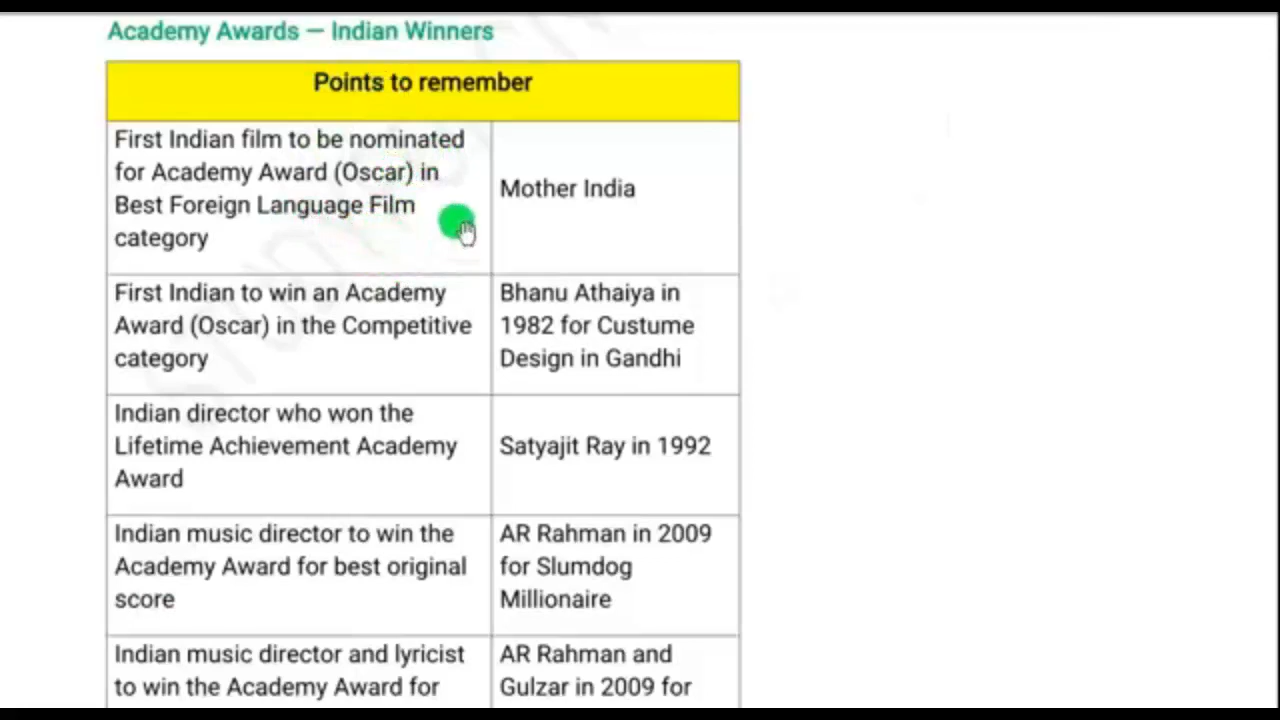 Academy Awards — Indian Winners
Points to remember
First Indian film to be nominated
for Academy Award (Oscar) in
Best Foreign Language Film
category
Mother India
First Indian to win an Academy
Award (Oscar) in the Competitive
category
Bhanu Athaiya in
1982 for Custume
Design in Gandhi
Indian director who won the
Lifetime Achievement Academy
Award
Satyajit Ray in 1992
Indian music director to win the
Academy Award for best original
score
AR Rahman in 2009
for Slumdog
Millionaire
Indian music director and lyricist
to win the Academy Award for
AR Rahman and
Gulzar in 2009 for